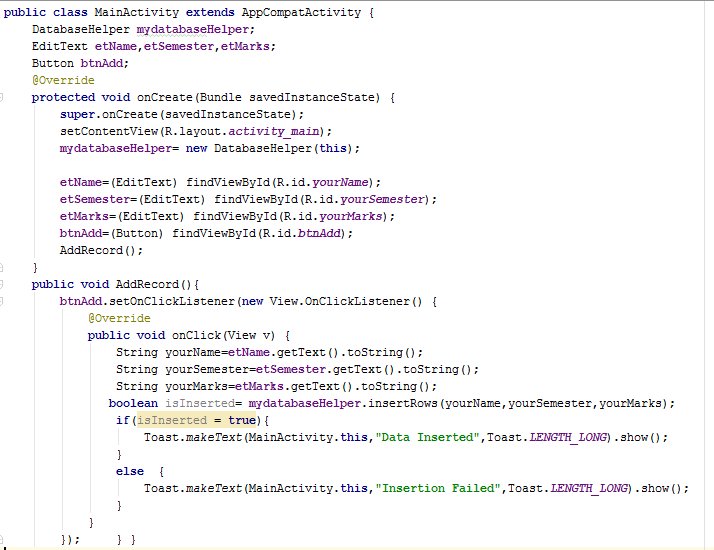 public class MainActivity extends AppCompatActivity {
    DatabaseHelper mydatabaseHelper;
    EditText etName,etSemester,etMarks;
    Button btnAdd;
    @Override
    protected void onCreate(Bundle savedInstanceState) {
        super.onCreate(savedInstanceState);
        setContentView(R.layout.activity_main);
        mydatabaseHelper= new DatabaseHelper(this);

        etName=(EditText) findViewById(R.id.yourName);
        etSemester=(EditText) findViewById(R.id.yourSemester);
        etMarks=(EditText) findViewById(R.id.yourMarks);
        btnAdd=(Button) findViewById(R.id.btnAdd);
        AddRecord();
    }
    public void AddRecord(){
        btnAdd.setOnClickListener(new View.OnClickListener() {
            @Override
            public void onClick(View v) {
                String yourName=etName.getText().toString();
                String yourSemester=etSemester.getText().toString();
                String yourMarks=etMarks.getText().toString();
               boolean isInserted= mydatabaseHelper.insertRows(yourName,yourSemester,yourMarks);
                if(isInserted = true){
                    Toast.makeText(MainActivity.this,"Data Inserted",Toast.LENGTH_LONG).show();
                }
                else  {
                    Toast.makeText(MainActivity.this,"Insertion Failed",Toast.LENGTH_LONG).show();
                }
            }
        });     } }